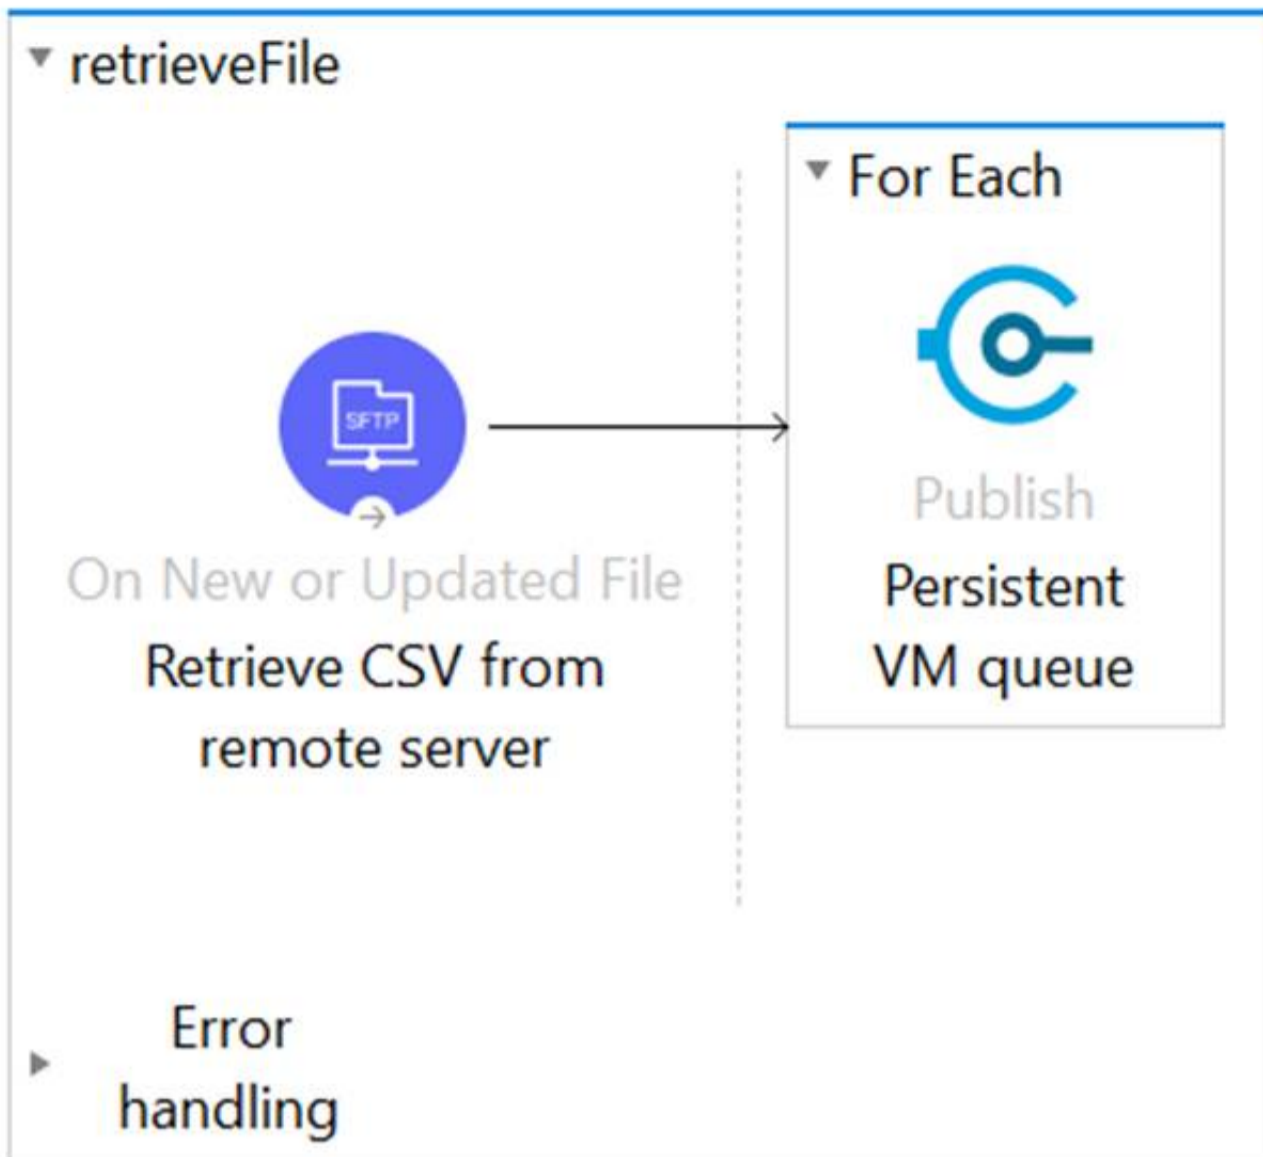 retrieveFile
For Each
SFTP
Publish
On New or Updated File
Persistent
Retrieve CSV from
VM queue
remote server
Error
handling